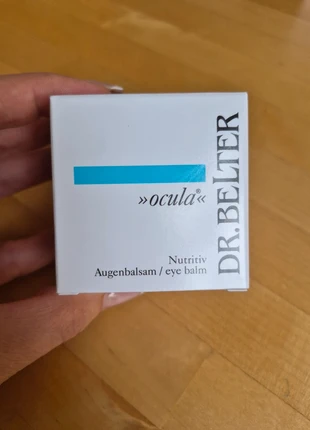 »ocula®«
Nutritiv
Augenbalsam / eye balm
DR. BELTER